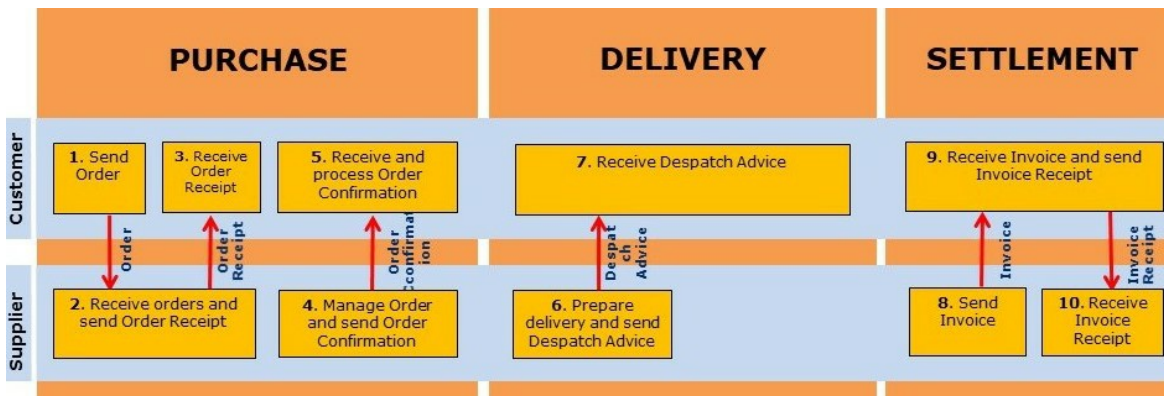 PURCHASE
DELIVERY
SETTLEMENT
Customer
1. Send
Order
3. Receive
Order
Receipt
5. Receive and
process Order
Confirmation
7. Receive Despatch Advice
9. Receive Invoice and send
Invoice Receipt
Order
Order
Receipt
Order
Cconfirmat
ion
Despat
ch
Advice
Invoice
Invoice
Receipt
Supplier
2. Receive orders and
send Order Receipt
4. Manage Order
and send Order
Confirmation
6. Prepare
delivery and send
Despatch Advice
8. Send
Invoice
10. Receive
Invoice
Receipt